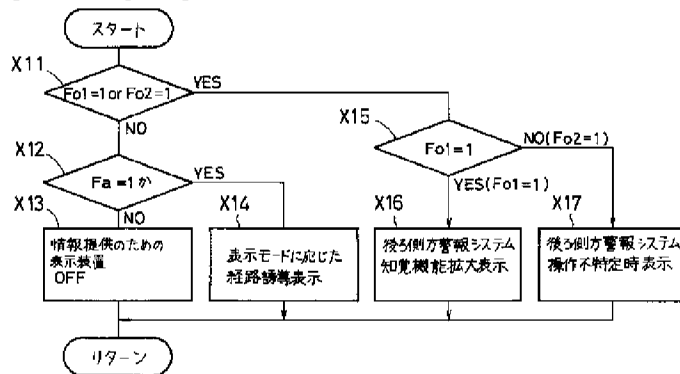 スタート
X11
Fo1=1 or Fo2=1
YES
NO
X12
Fa=1か
YES
NO
X13
情報提供のための
表示装置
OFF
X14
表示モードに応じた
経路誘導表示
X15
Fo1=1
NO(Fo2=1)
YES(Fo1=1)
X16
後ろ側方警報システム
知覚機能拡大表示
X17
後ろ側方警報システム
操作不特定時表示
リターン